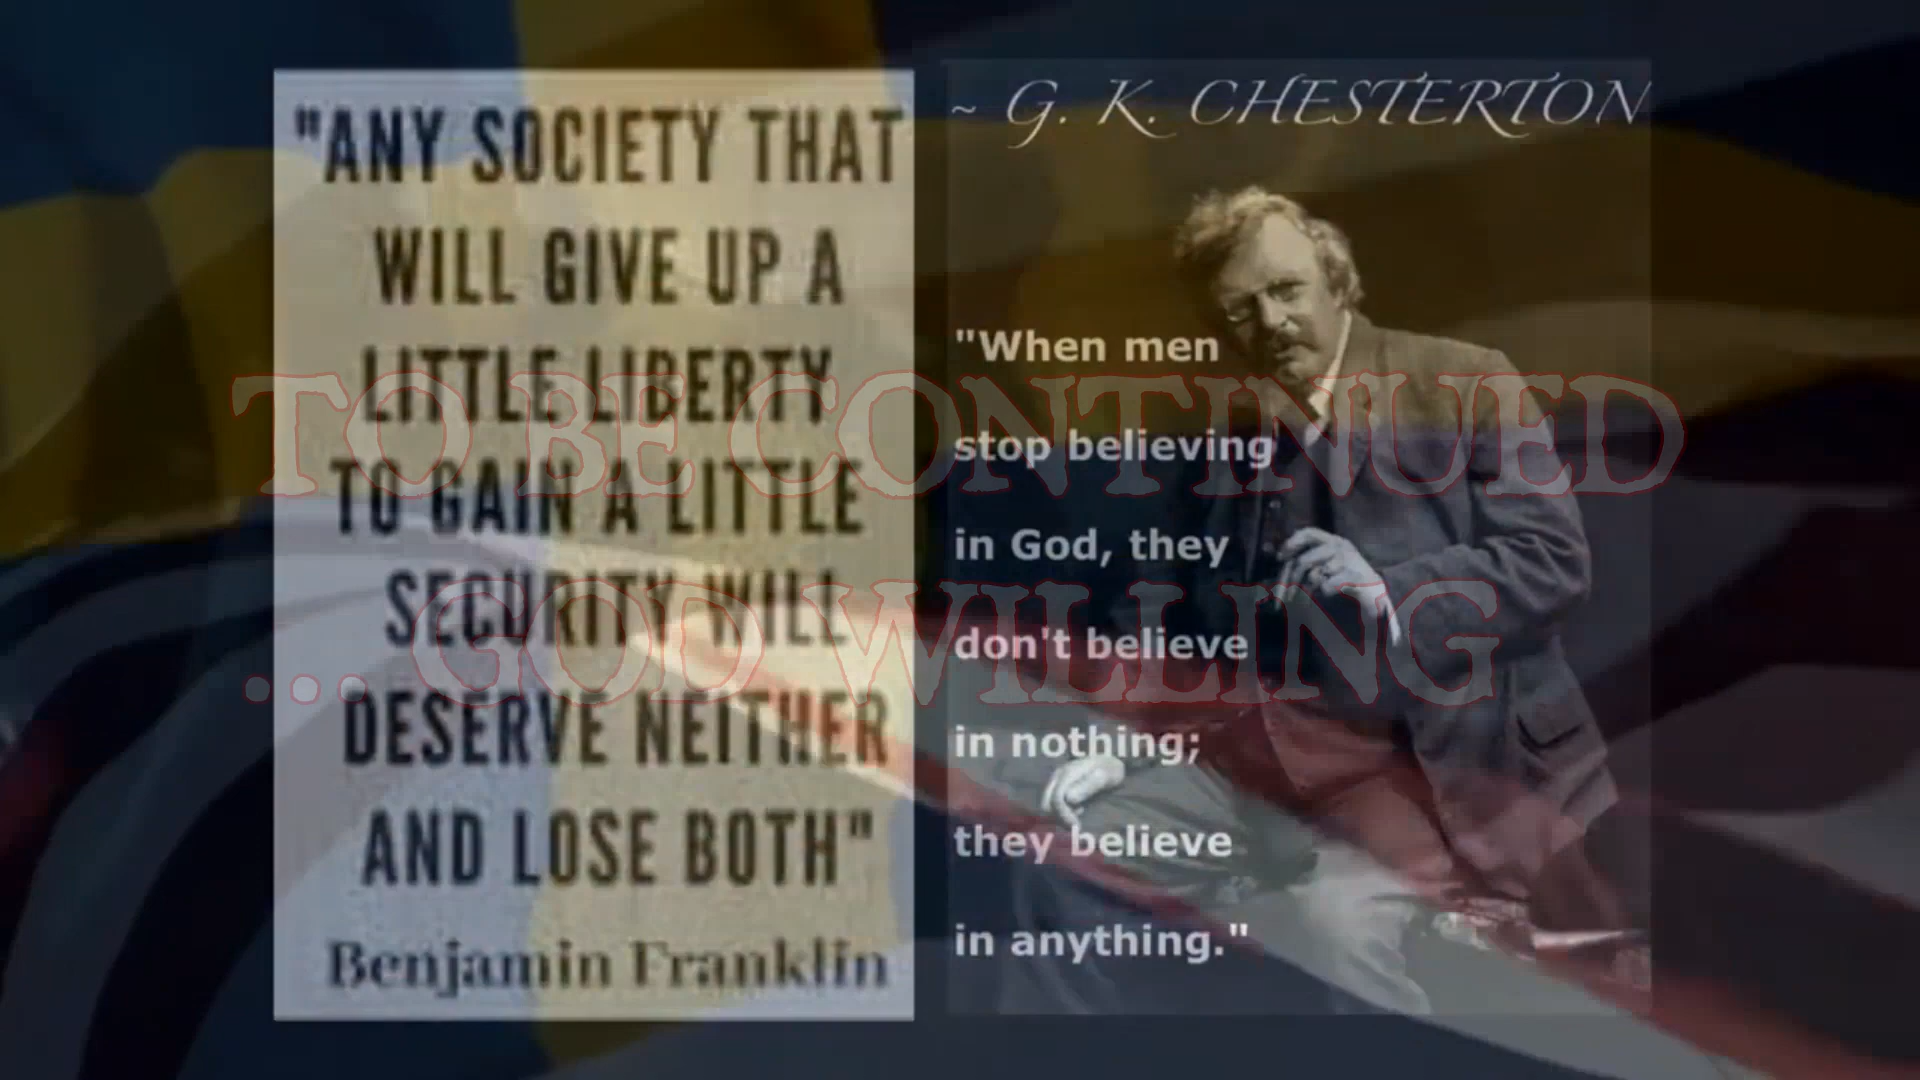 "ANY SOCIETY THAT
WILL GIVE UP A
LITTLE LIBERTY
TO GAIN A LITTLE
SECURITY WILL
DESERVE NEITHER
AND LOSE BOTH"
Benjamin Franklin
~ G. K. CHESTERTON
"When men
stop believing
in God, they
don't believe
in nothing;
they believe
in anything."
TO BE CONTINUED
... GOD WILLING